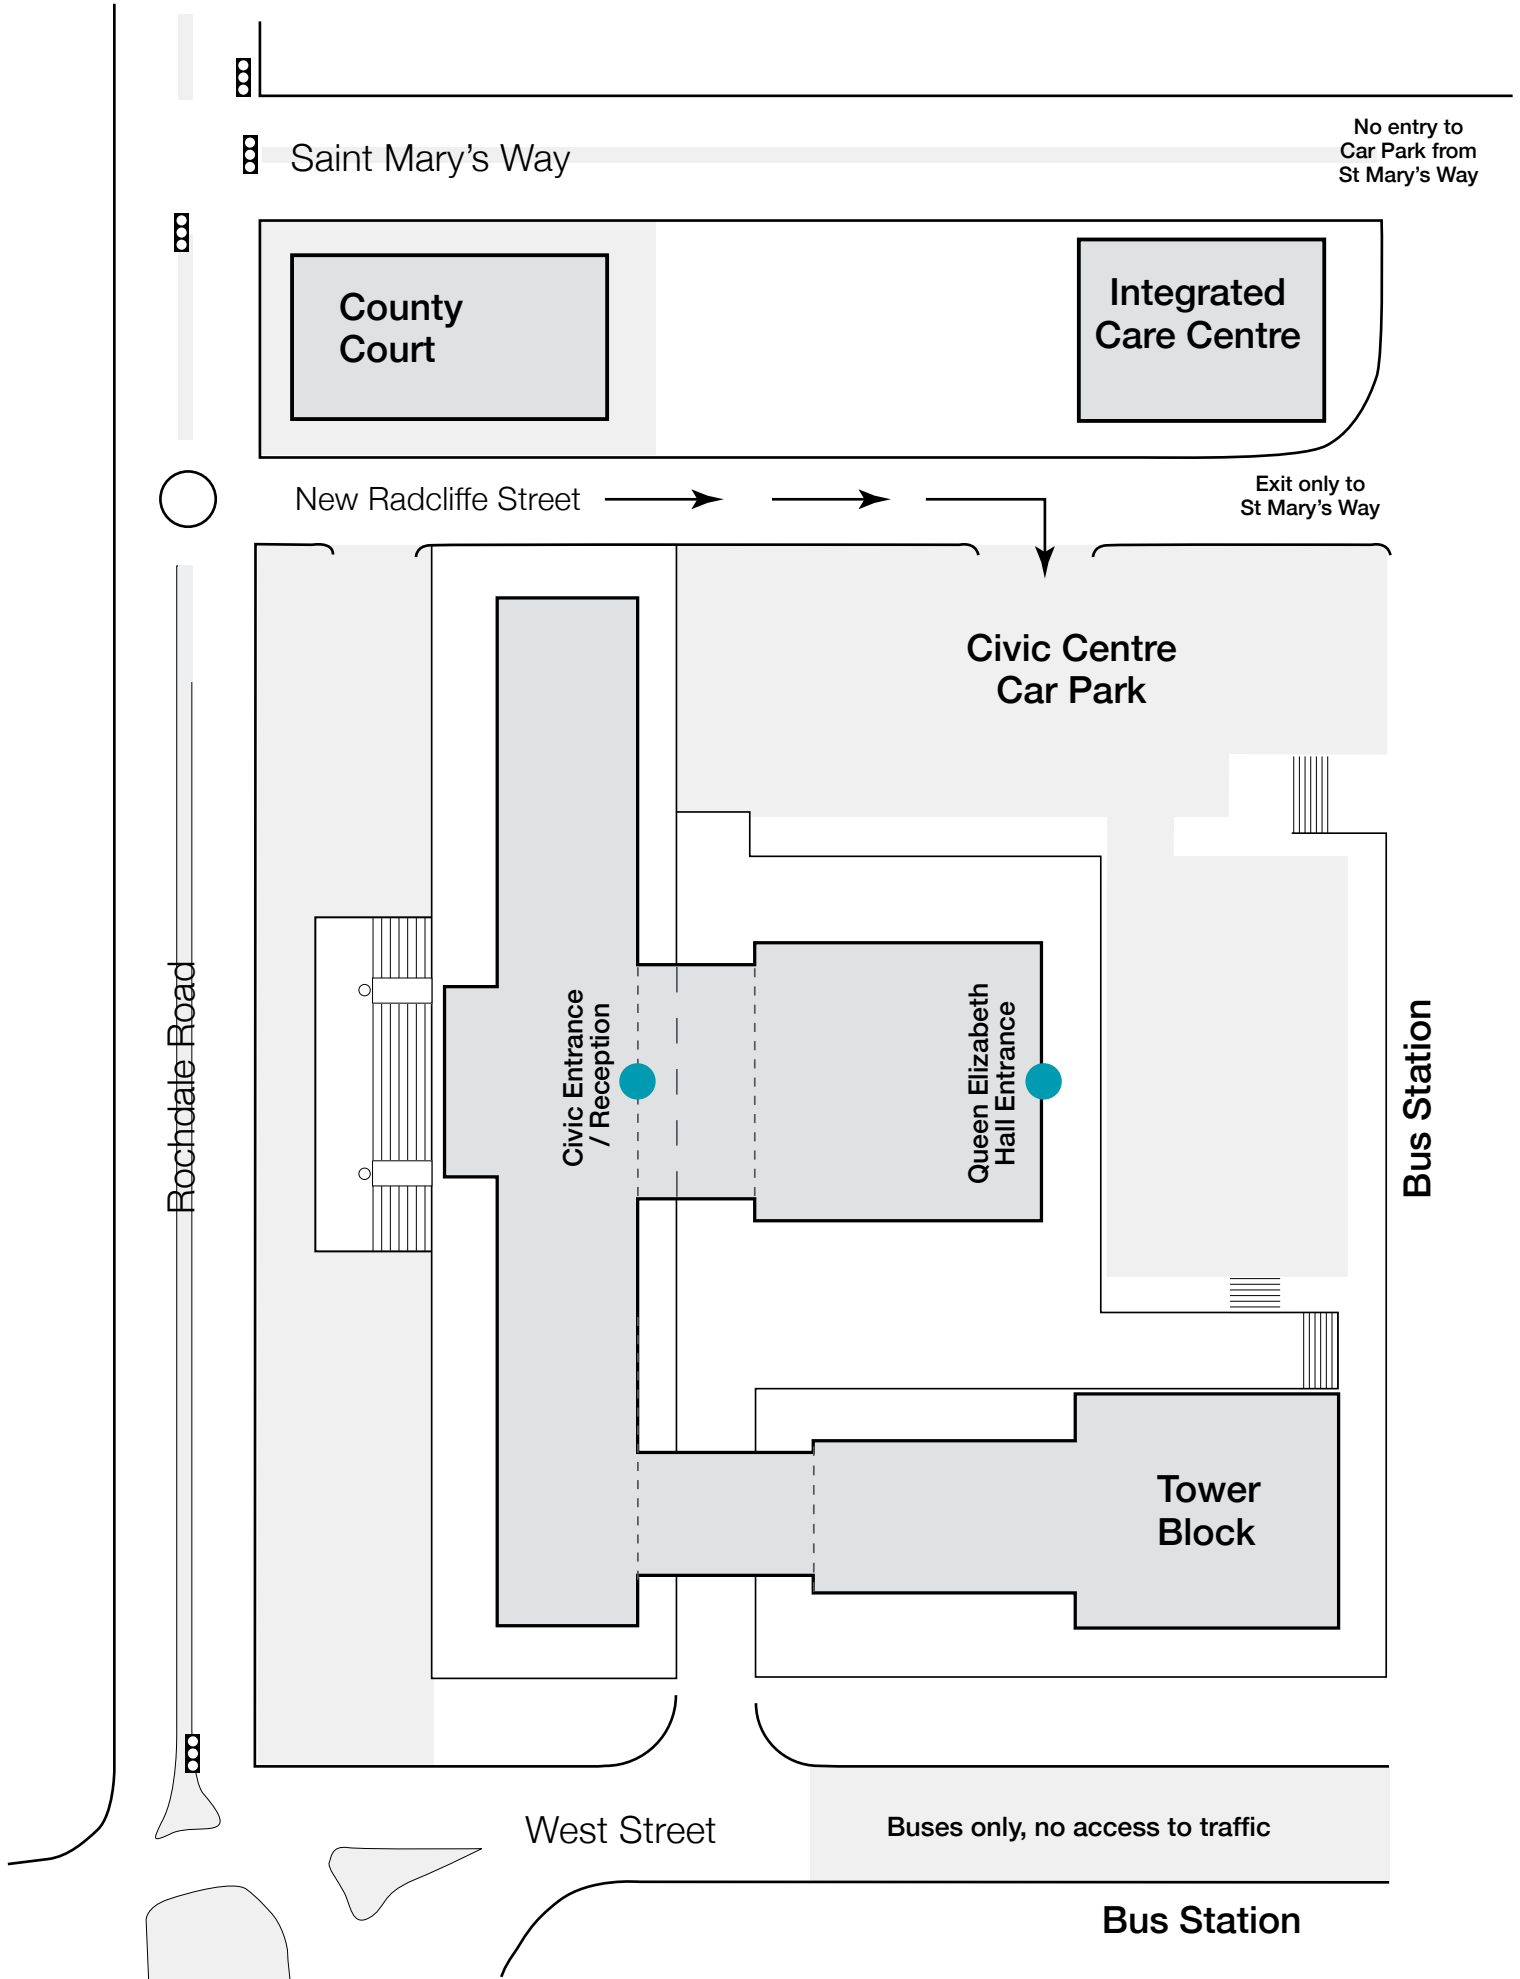 No entry to
Car Park from
St Mary's Way
Saint Mary's Way
County
Court
Integrated
Care Centre
New Radcliffe Street
Exit only to
St Mary's Way
Civic Centre
Car Park
Rochdale Road
Civic Entrance
/ Reception
Queen Elizabeth
Hall Entrance
Bus Station
Tower
Block
West Street
Buses only, no access to traffic
Bus Station